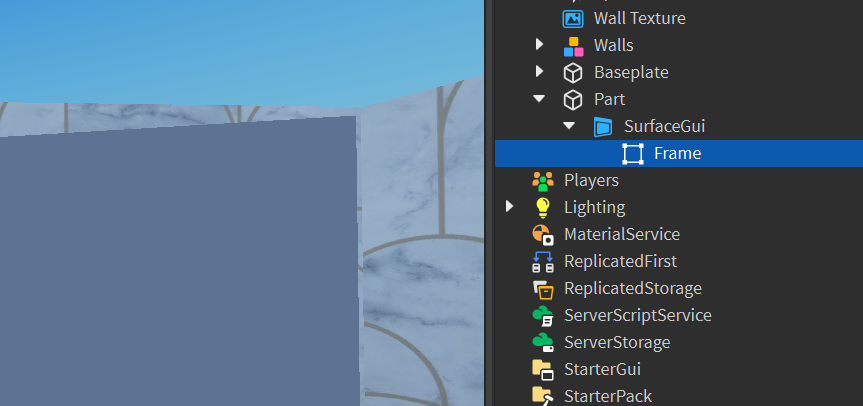 Wall Texture
Walls
Baseplate
Part
SurfaceGui
Frame
Players
Lighting
MaterialService
ReplicatedFirst
ReplicatedStorage
ServerScriptService
ServerStorage
StarterGui
StarterPack